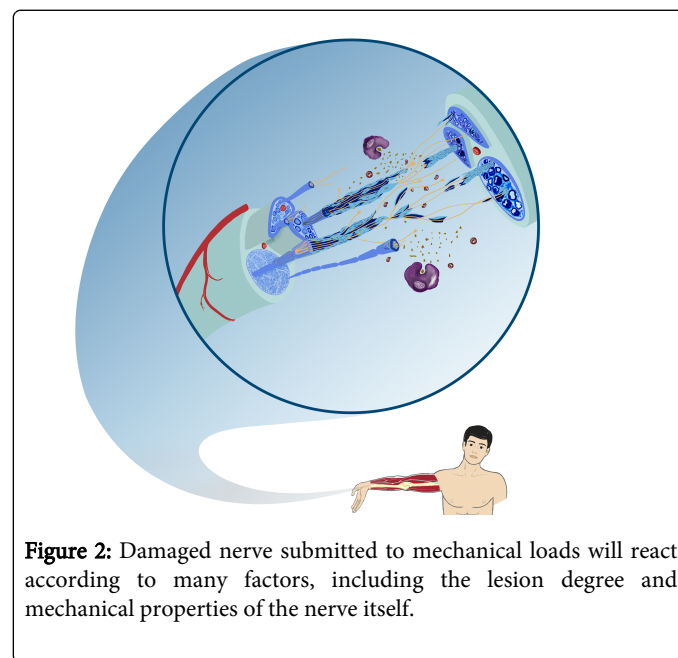 Figure 2: Damaged nerve submitted to mechanical loads will react
according to many factors, including the lesion degree and
mechanical properties of the nerve itself.